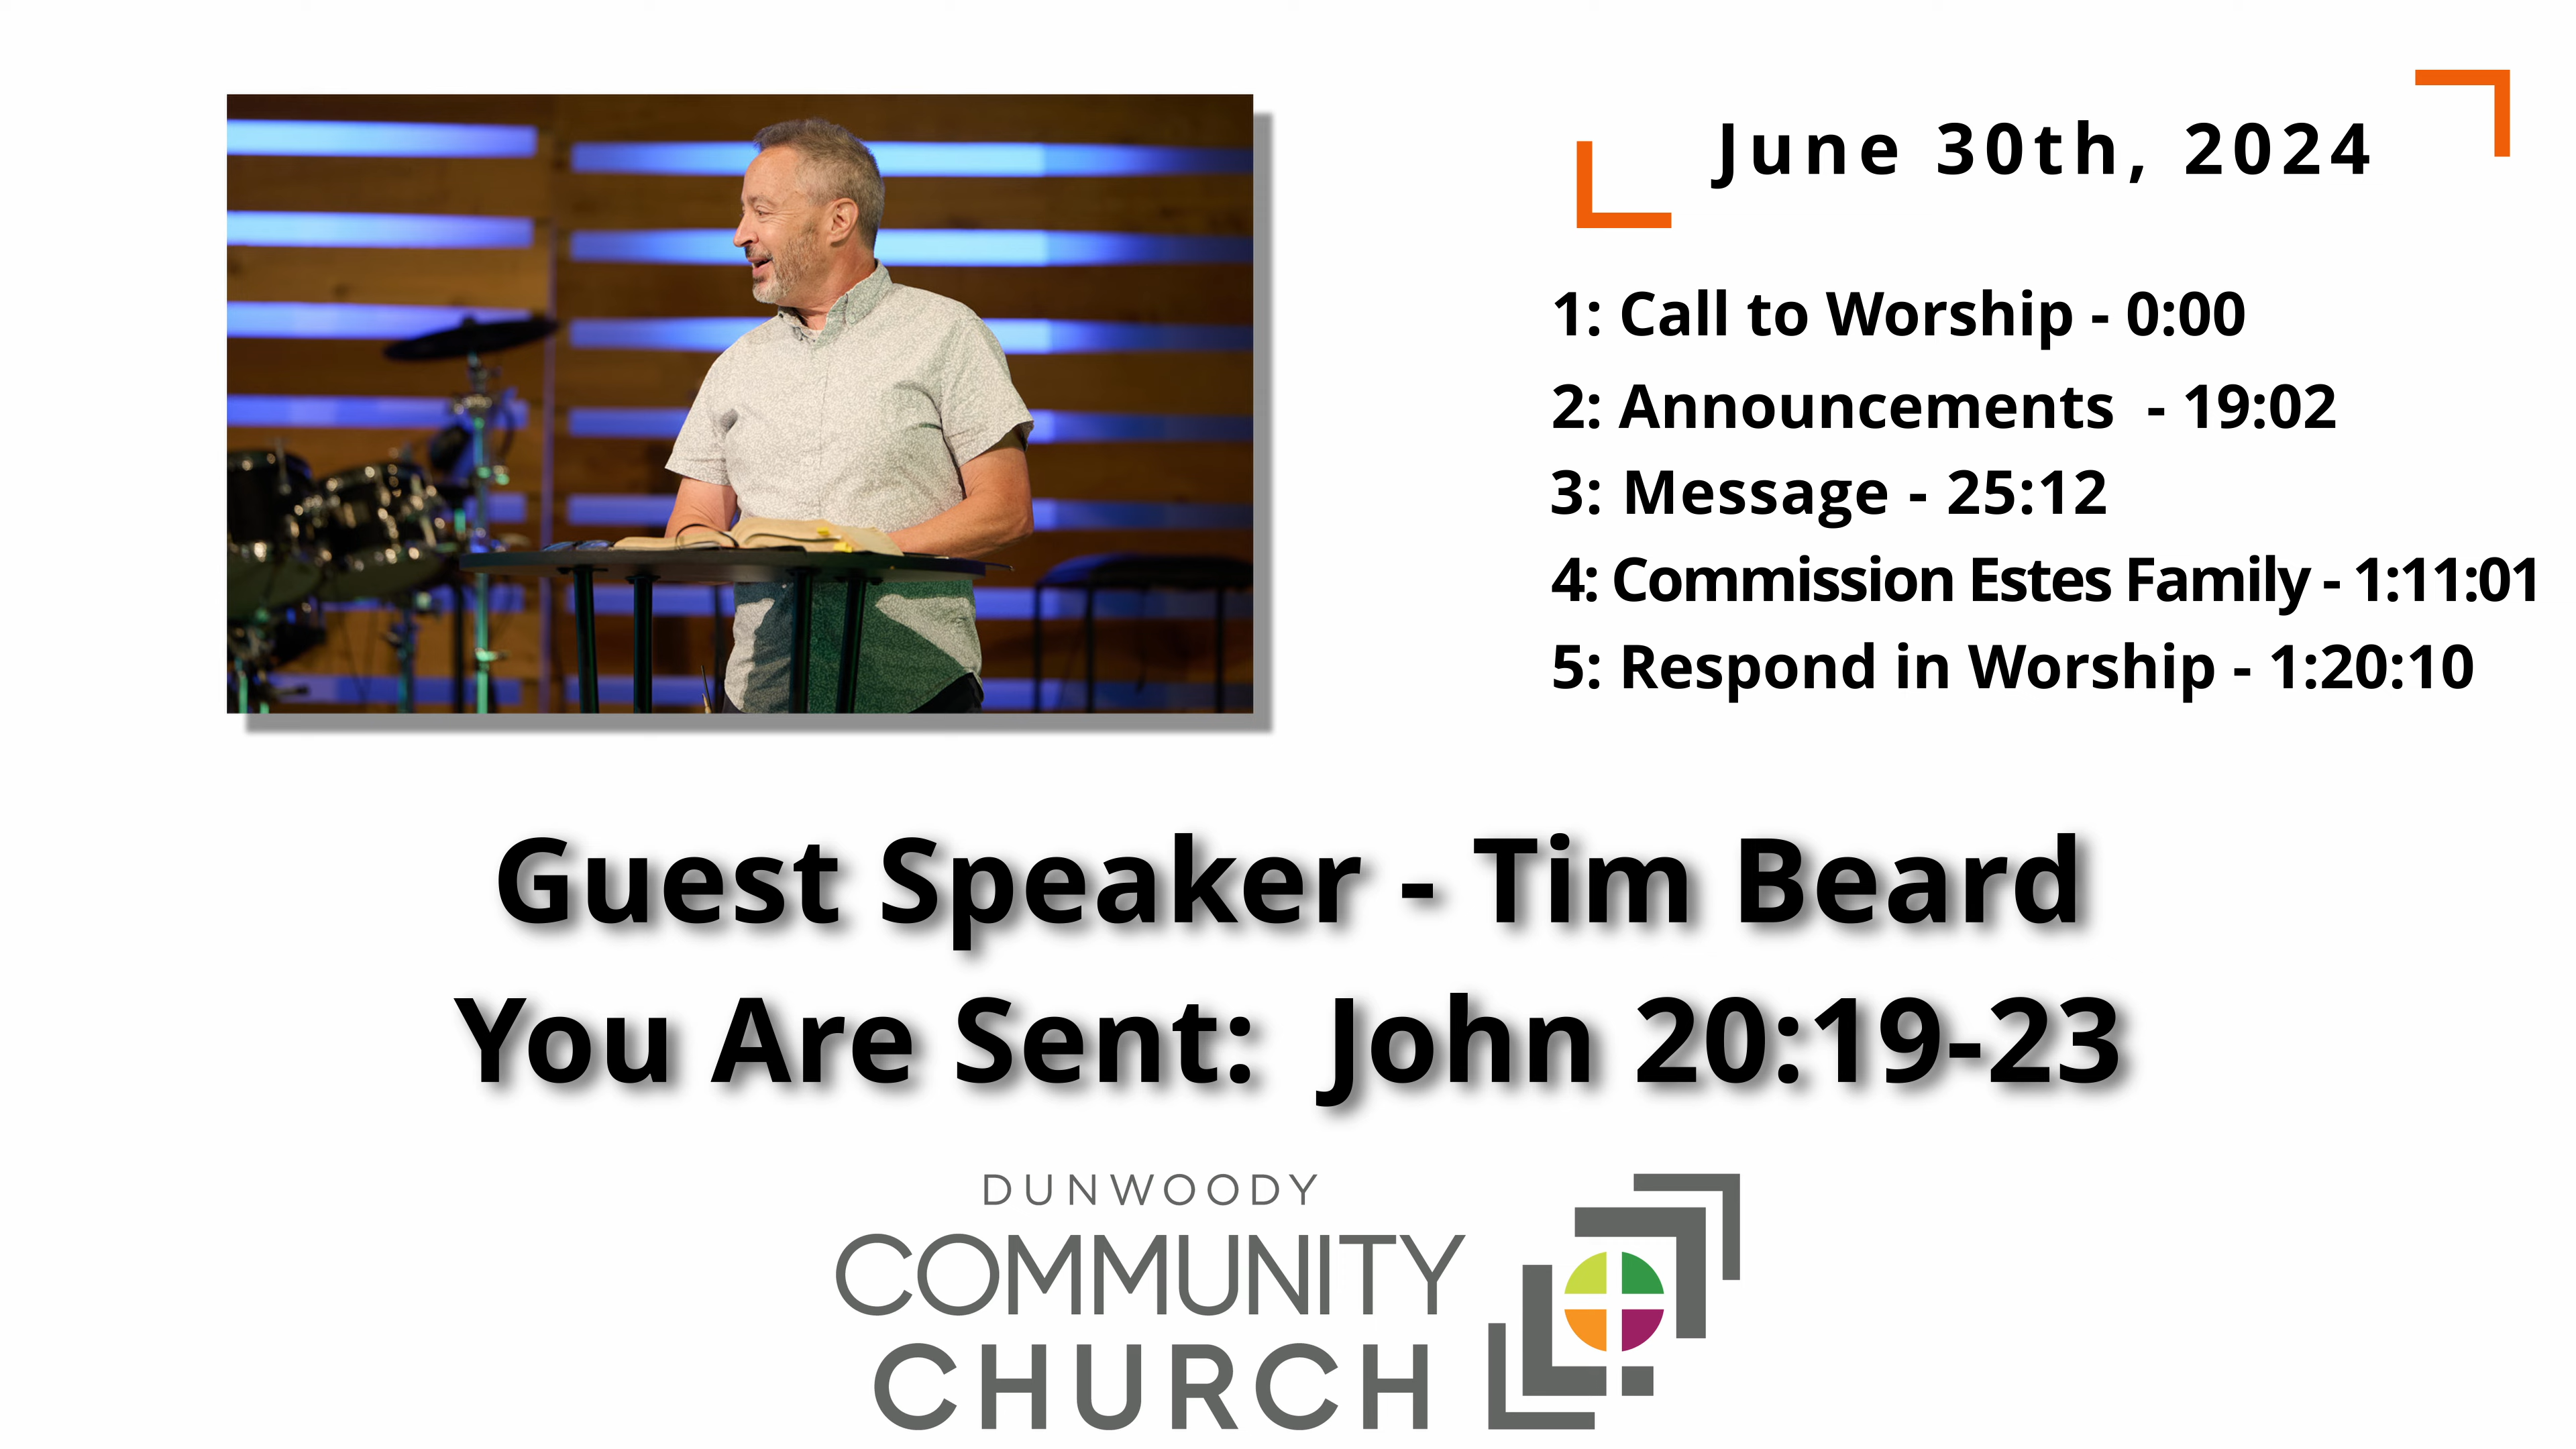 June 30th, 2024
1: Call to Worship - 0:00
2: Announcements  - 19:02
3: Message - 25:12
4: Commission Estes Family - 1:11:01
5: Respond in Worship - 1:20:10
Guest Speaker - Tim Beard
You Are Sent:  John 20:19-23
DUNWOODY
COMMUNITY
CHURCH